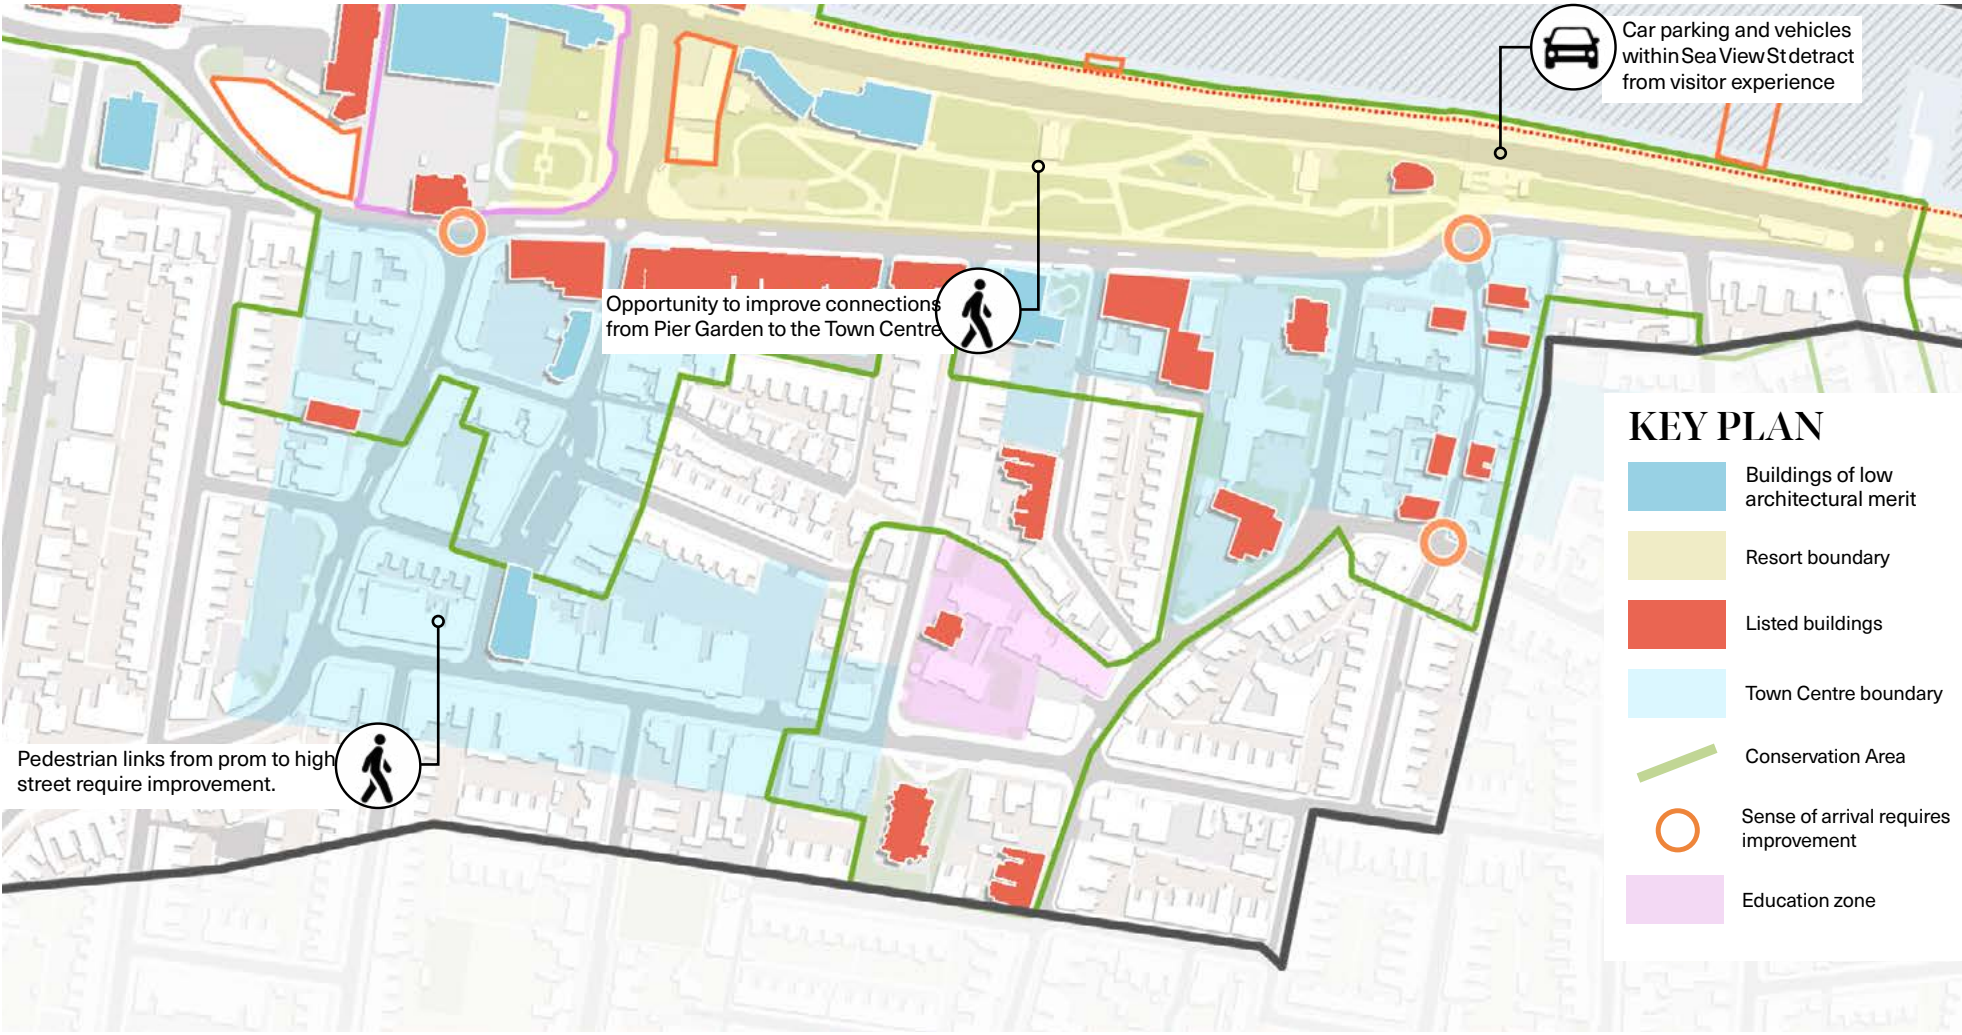 Car parking and vehicles
within Sea View St detract
from visitor experience
Opportunity to improve connections
from Pier Garden to the Town Centre
Pedestrian links from prom to high
street require improvement.
KEY PLAN
Buildings of low
architectural merit
Resort boundary
Listed buildings
Town Centre boundary
Conservation Area
Sense of arrival requires
improvement
Education zone